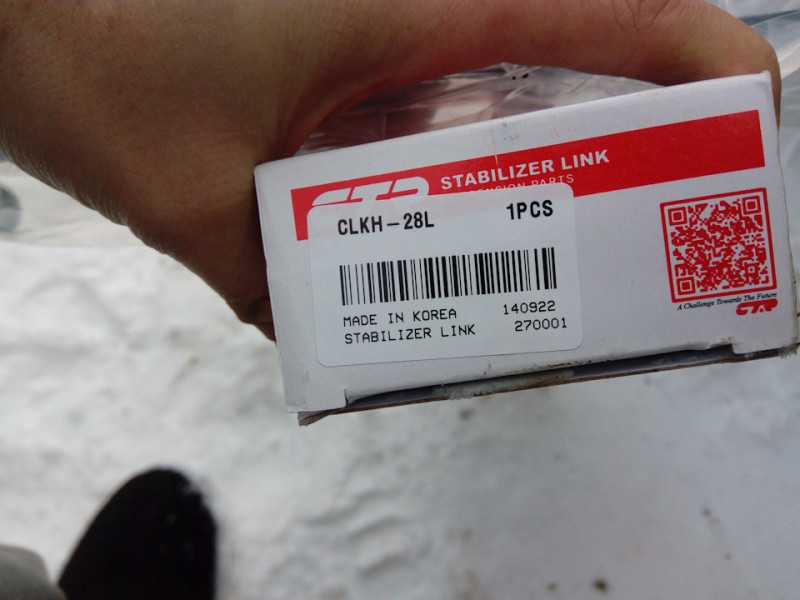 STABILIZER LINK
CTR
CLKH-28L 1PCS
MADE IN KOREA 140922
STABILIZER LINK 270001
A Challenge Towards The Future
CTR